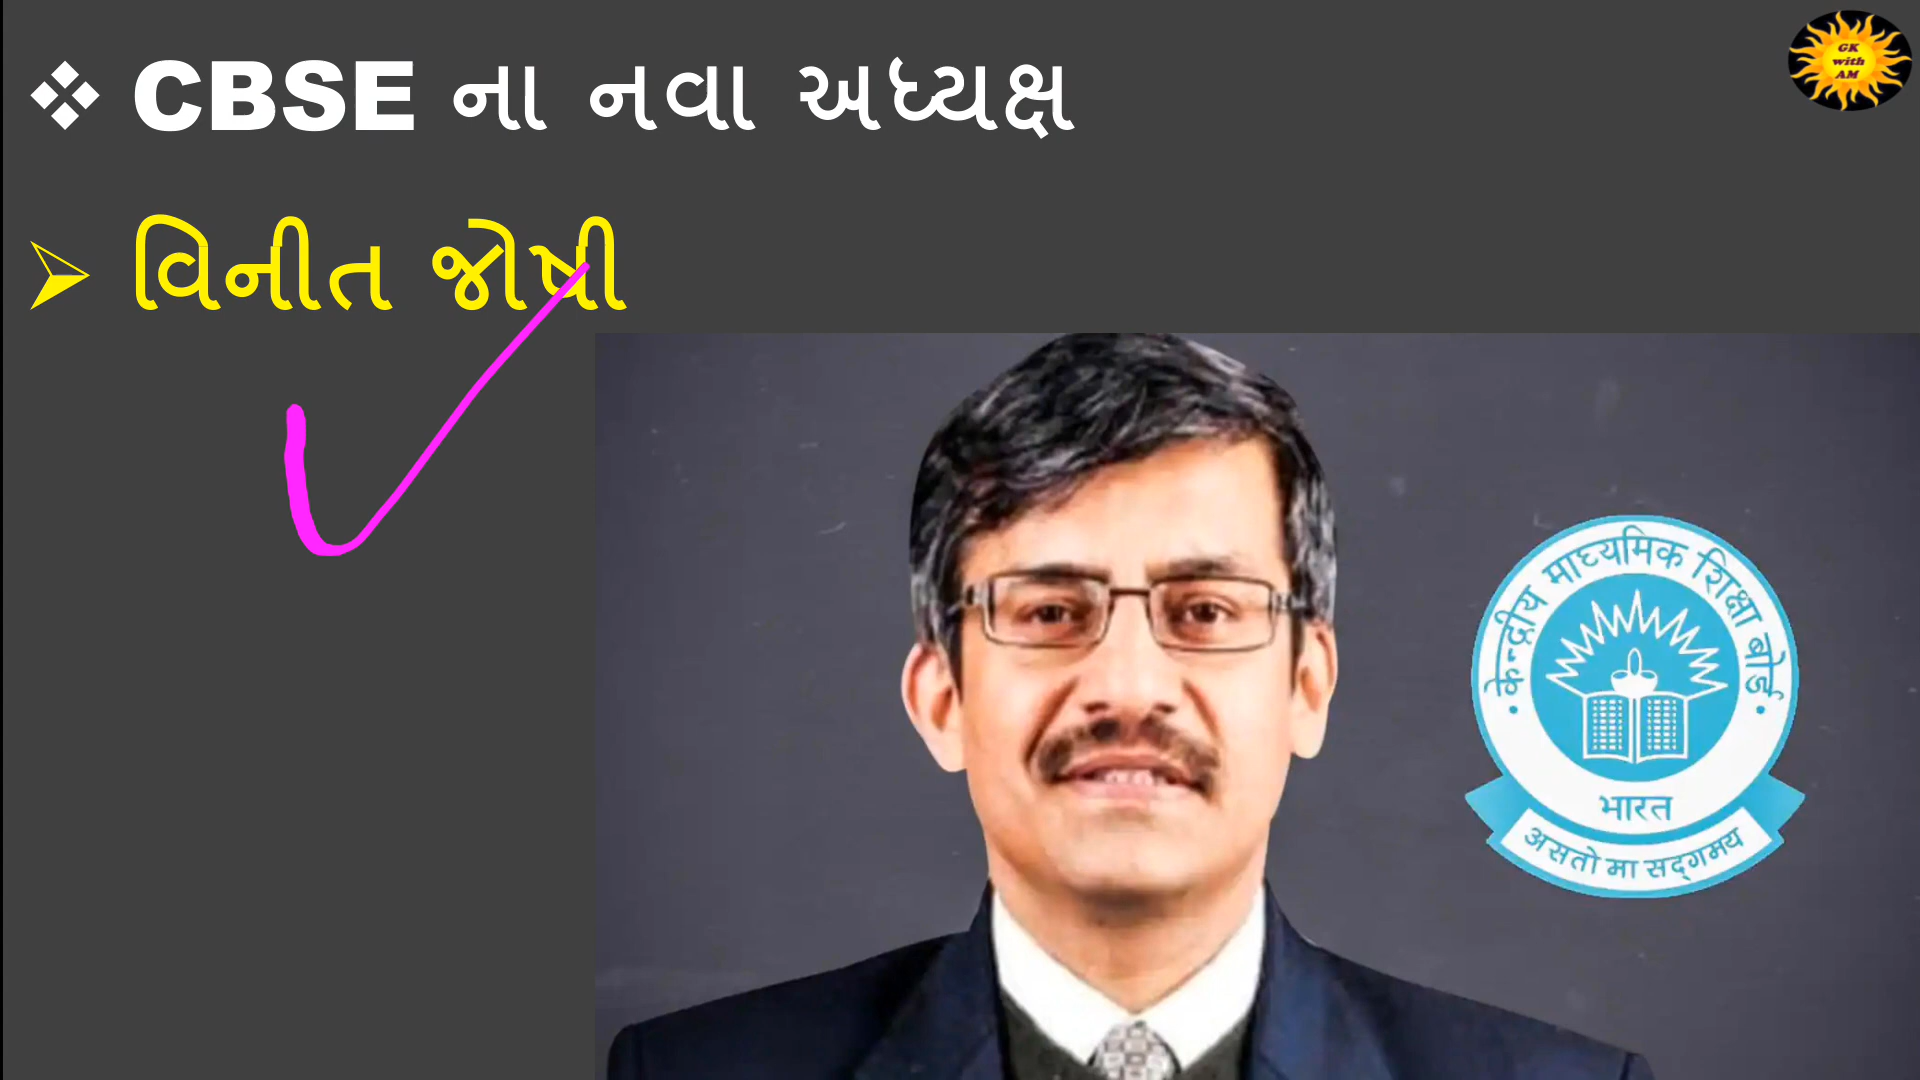 CBSE ના નવા અધ્યક્ષ
GK
with
AM
વિનીત જોષી
केन्द्रीय माध्यमिक शिक्षा बोर्ड
भारत
असतो मा सद्गमय